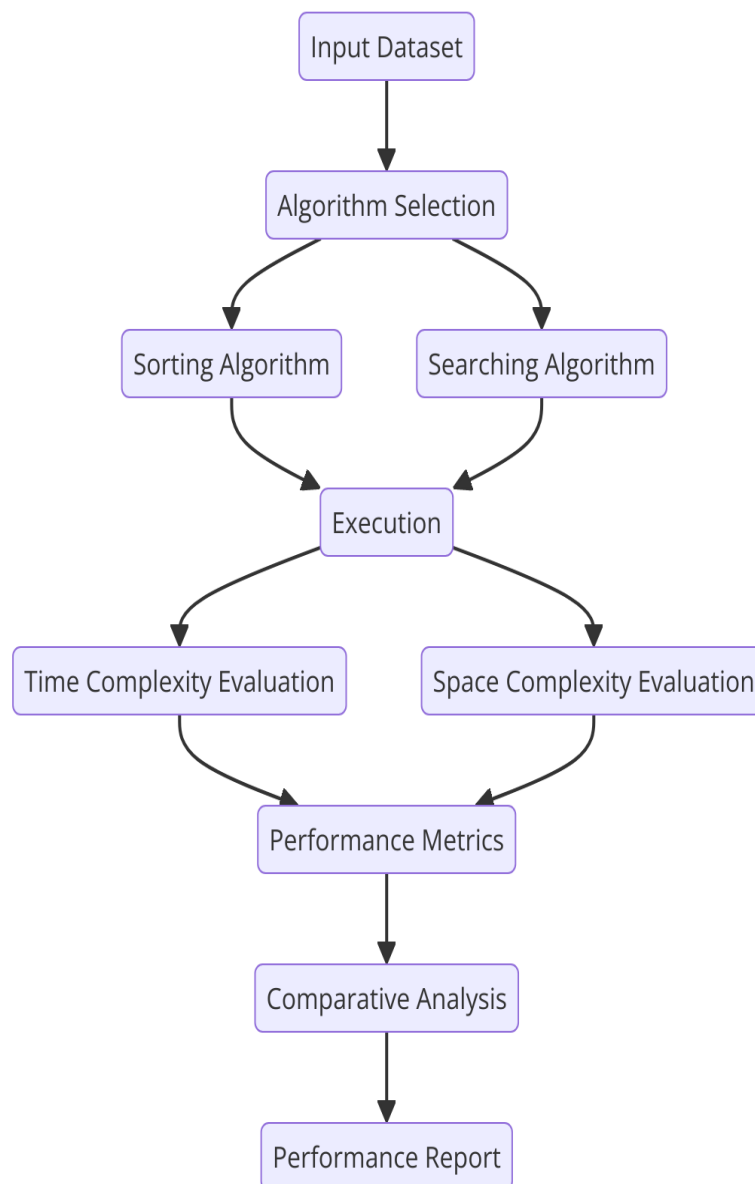 Input Dataset
Algorithm Selection
Sorting Algorithm
Searching Algorithm
Execution
Time Complexity Evaluation
Space Complexity Evaluation
Performance Metrics
Comparative Analysis
Performance Report